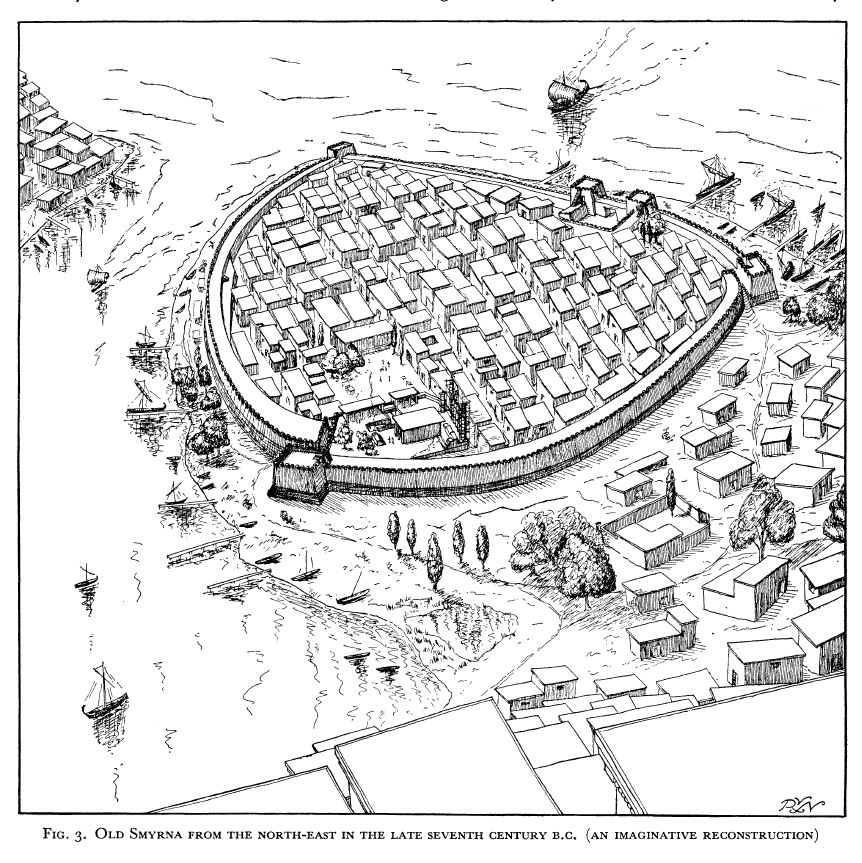 FIG. 3. OLD SMYRNA FROM THE NORTH-EAST IN THE LATE SEVENTH CENTURY B.C. (AN IMAGINATIVE RECONSTRUCTION)